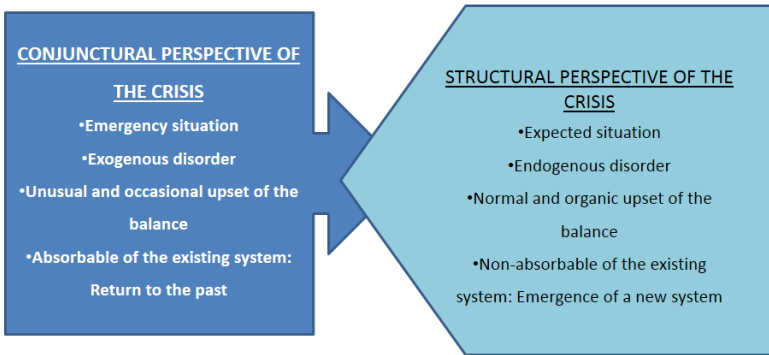 CONJUNCTURAL PERSPECTIVE OF
THE CRISIS
•Emergency situation
•Exogenous disorder
•Unusual and occasional upset of the
balance
•Absorbable of the existing system:
Return to the past
STRUCTURAL PERSPECTIVE OF THE
CRISIS
•Expected situation
•Endogenous disorder
•Normal and organic upset of the
balance
•Non-absorbable of the existing
system: Emergence of a new system